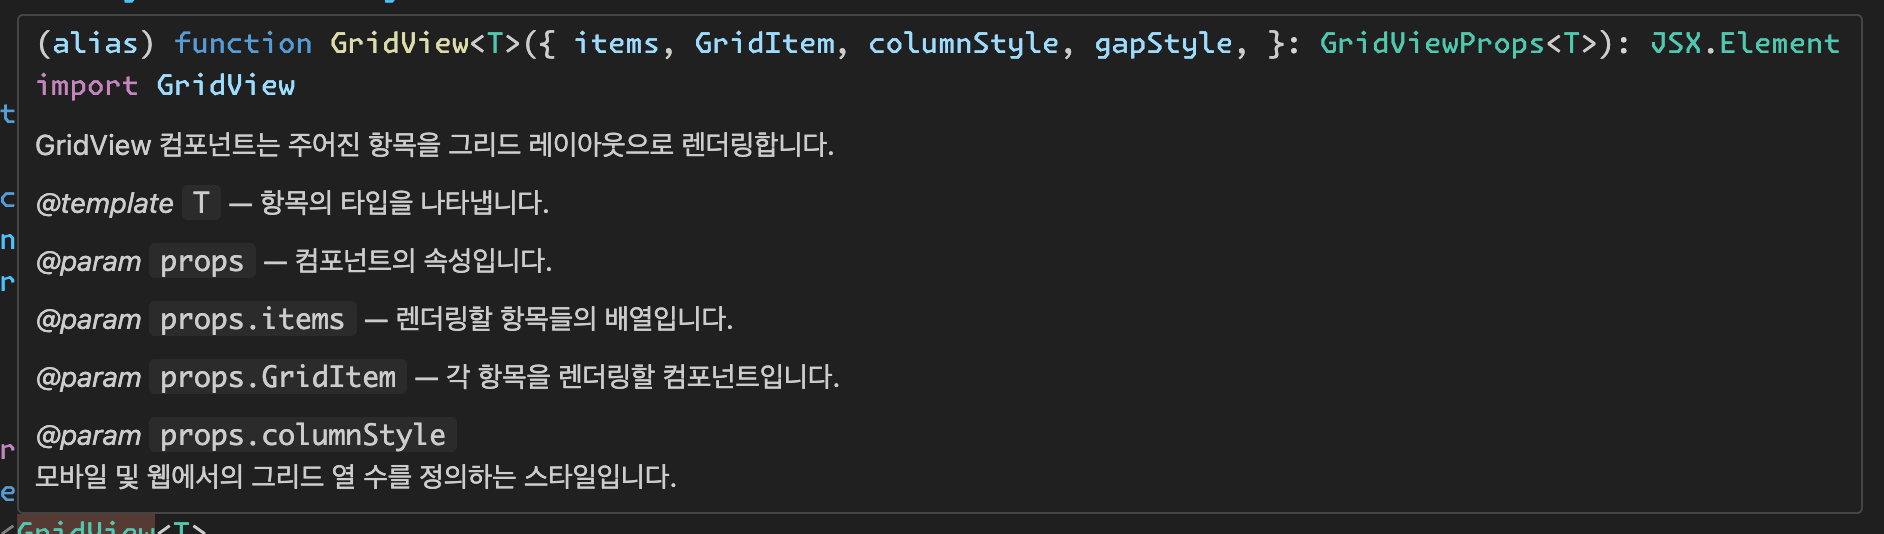 (alias) function GridView<T>({ items, GridItem, columnStyle, gapStyle, }: GridViewProps<T>): JSX.Element
import GridView
t
GridView 컴포넌트는 주어진 항목을 그리드 레이아웃으로 렌더링합니다.
c
@template T — 항목의 타입을 나타냅니다.
n
@param props — 컴포넌트의 속성입니다.
r
@param props.items — 렌더링할 항목들의 배열입니다.
@param props.GridItem — 각 항목을 렌더링할 컴포넌트입니다.
@param props.columnStyle
r
모바일 및 웹에서의 그리드 열 수를 정의하는 스타일입니다.
e
<GridView<T>